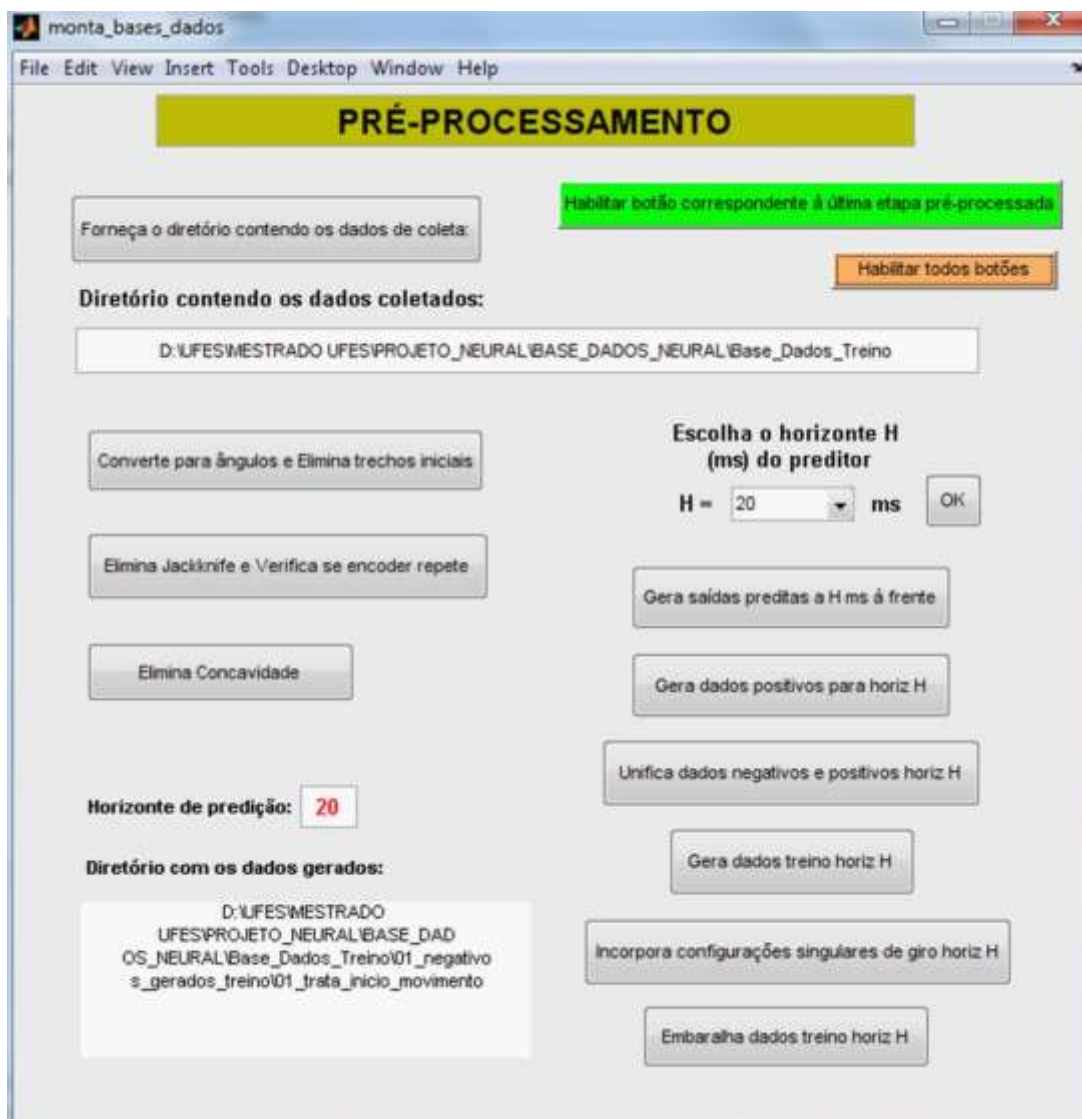 monta_bases_dados
File Edit View Insert Tools Desktop Window Help
PRÉ-PROCESSAMENTO
Habilitar botão correspondente á última etapa pré-processada
Forneça o diretório contendo os dados de coleta:
Habilitar todos botões
Diretório contendo os dados coletados:
D:\UFES\MESTRADO UFES\PROJETO_NEURAL\BASE_DADOS_NEURAL\Base_Dados_Treino
Converte para ângulos e Elimina trechos iniciais
Elimina Jackknife e Verifica se encoder repete
Elimina Concavidade
Escolha o horizonte H
(ms) do preditor
H = 20 ms OK
Gera saídas preditas a H ms á frente
Gera dados positivos para horiz H
Unifica dados negativos e positivos horiz H
Gera dados treino horiz H
Incorpora configurações singulares de giro horiz H
Embaralha dados treino horiz H
Horizonte de predição: 20
Diretório com os dados gerados:
D:\UFES\MESTRADO
UFES\PROJETO_NEURAL\BASE_DAD
OS_NEURAL\Base_Dados_Treino\01_negativo
s_gerados_treino\01_trata_inicio_movimento